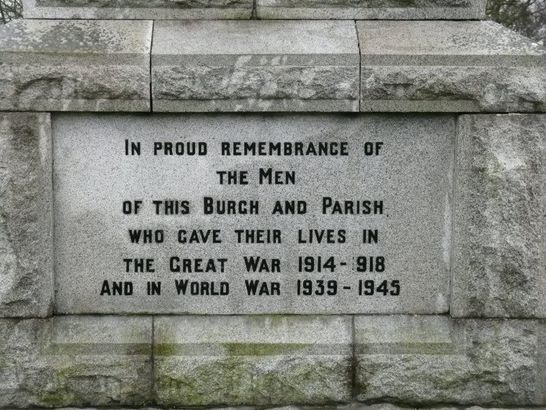 In proud remembrance of
the Men
of this Burgh and Parish
who gave their lives in
the Great War 1914 - 918
And in World War 1939 - 1945